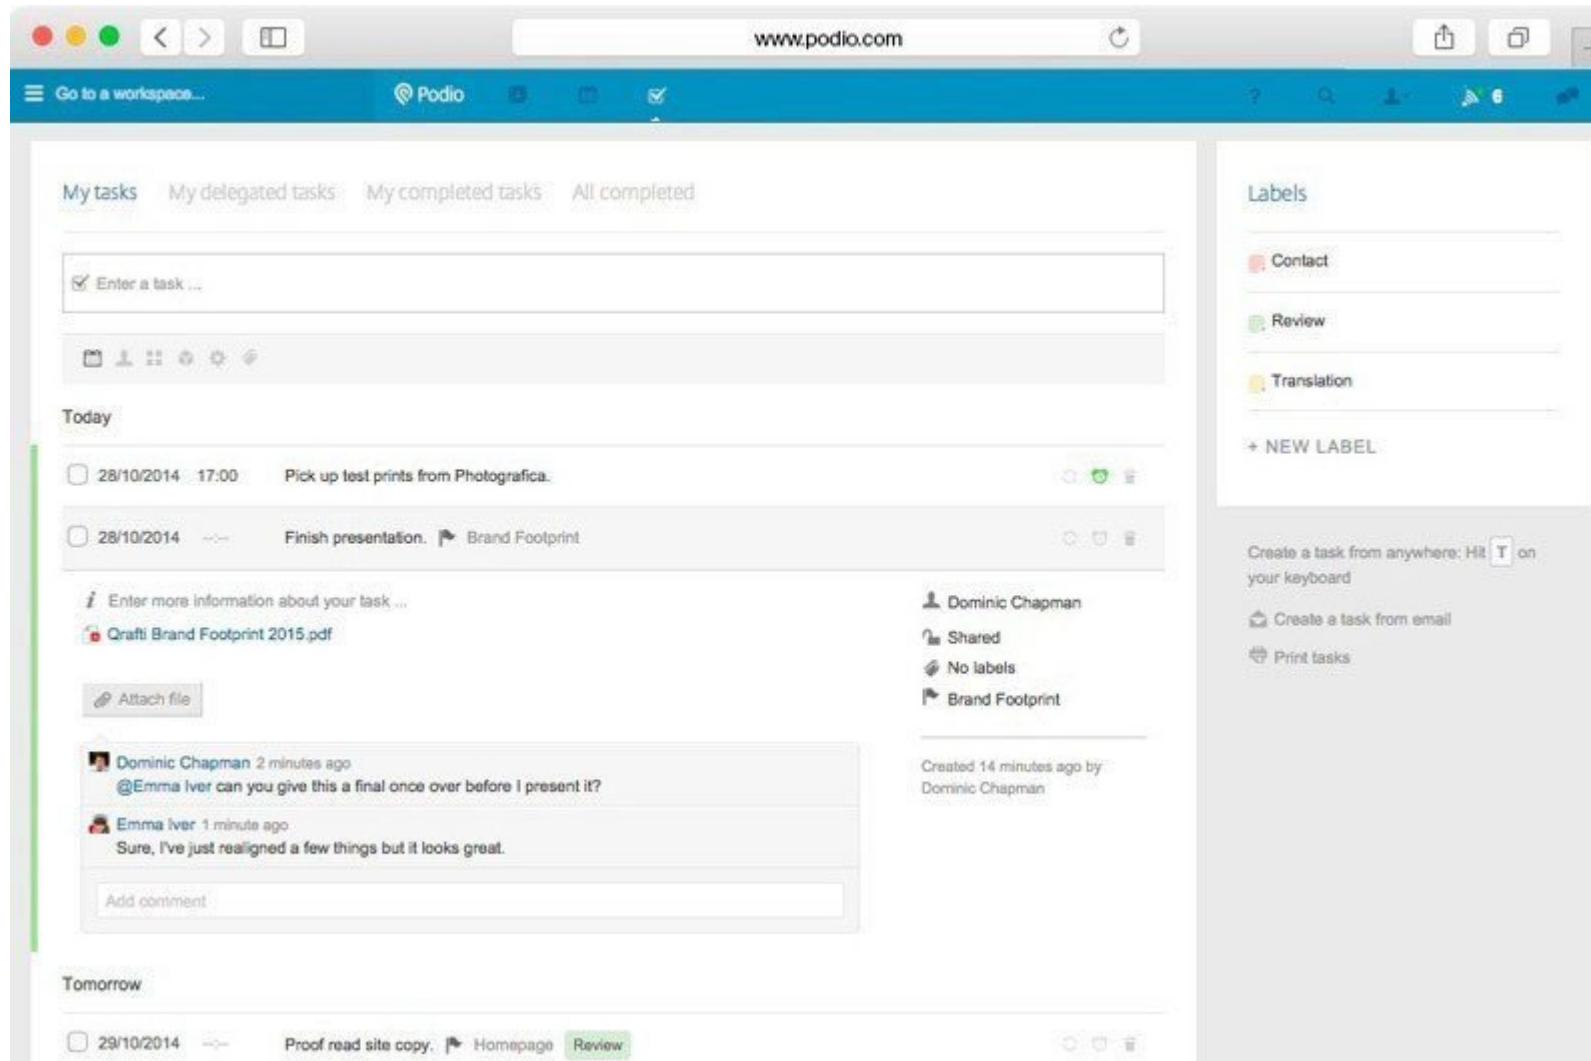 www.podio.com
Go to a workspace...
Podio
?
6
My tasks My delegated tasks My completed tasks All completed
Enter a task ...
Today
28/10/2014 17:00 Pick up test prints from Photografica.
28/10/2014 --:-- Finish presentation. Brand Footprint
i Enter more information about your task ...
Qrafti Brand Footprint 2015.pdf
Attach file
Dominic Chapman 2 minutes ago
@Emma Iver can you give this a final once over before I present it?
Emma Iver 1 minute ago
Sure, I've just realigned a few things but it looks great.
Add comment
Dominic Chapman
Shared
No labels
Brand Footprint
Created 14 minutes ago by
Dominic Chapman
Tomorrow
29/10/2014 --:-- Proof read site copy. Homepage Review
Labels
Contact
Review
Translation
+ NEW LABEL
Create a task from anywhere: Hit T on
your keyboard
Create a task from email
Print tasks